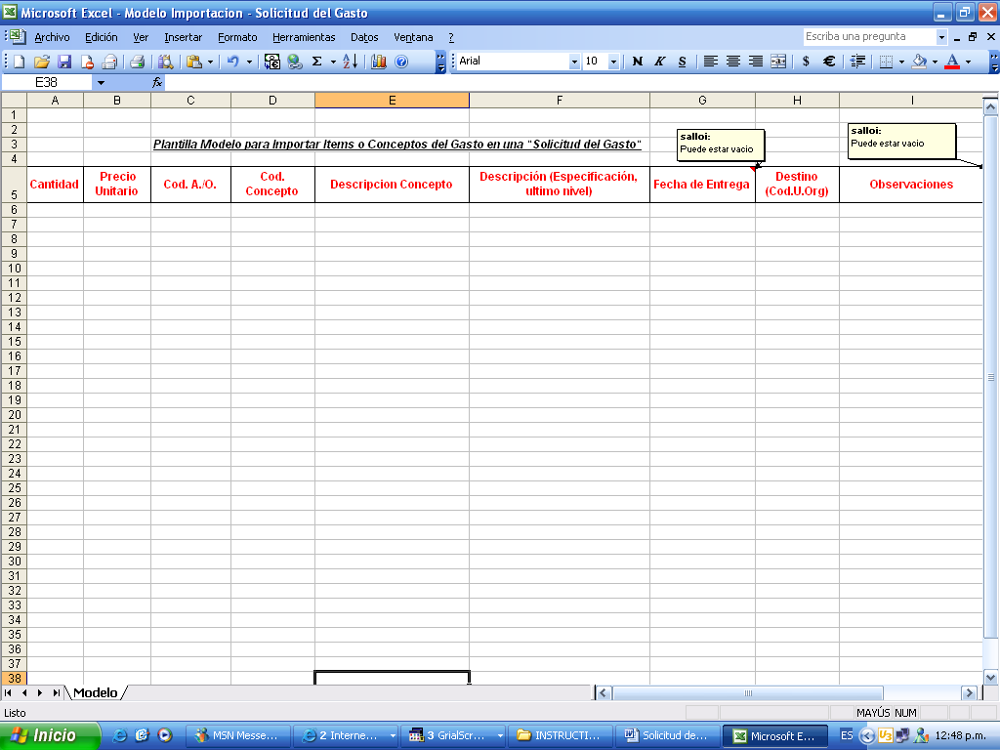 Microsoft Excel - Modelo Importacion - Solicitud del Gasto
Archivo Edición Ver Insertar Formato Herramientas Datos Ventana ? Escriba una pregunta
Arial 10 N K S $ €
E38 fx
A B C D E F G H I
1
2
salloi:
Puede estar vacio
salloi:
Puede estar vacio
3 Plantilla Modelo para Importar Items o Conceptos del Gasto en una "Solicitud del Gasto"
4
5 Cantidad
Precio
Unitario
Cod. A./O.
Cod.
Concepto
Descripcion Concepto
Descripción (Especificación,
ultimo nivel)
Fecha de Entrega
Destino
(Cod.U.Org)
Observaciones
6
7
8
9
10
11
12
13
14
15
16
17
18
19
20
21
22
23
24
25
26
27
28
29
30
31
32
33
34
35
36
37
38
Modelo
Listo MAYÚS NUM
Inicio MSN Messe... 2 Interne... 3 GrialScr... INSTRUCTI... Solicitud de... Microsoft E... ES 12:48 p.m.